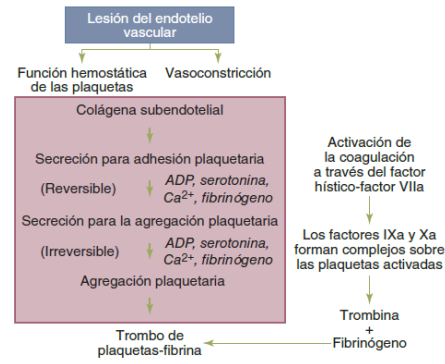 Lesión del endotelio
vascular
Función hemostática
de las plaquetas
Vasoconstricción
Colágena subendotelial
Secreción para adhesión plaquetaria
(Reversible)
ADP, serotonina,
Ca²⁺, fibrinógeno
Secreción para la agregación plaquetaria
(Irreversible)
ADP, serotonina,
Ca²⁺, fibrinógeno
Agregación plaquetaria
Activación de
la coagulación
a través del factor
hístico-factor VIIa
Los factores IXa y Xa
forman complejos sobre
las plaquetas activadas
Trombina
+
Fibrinógeno
Trombo de
plaquetas-fibrina